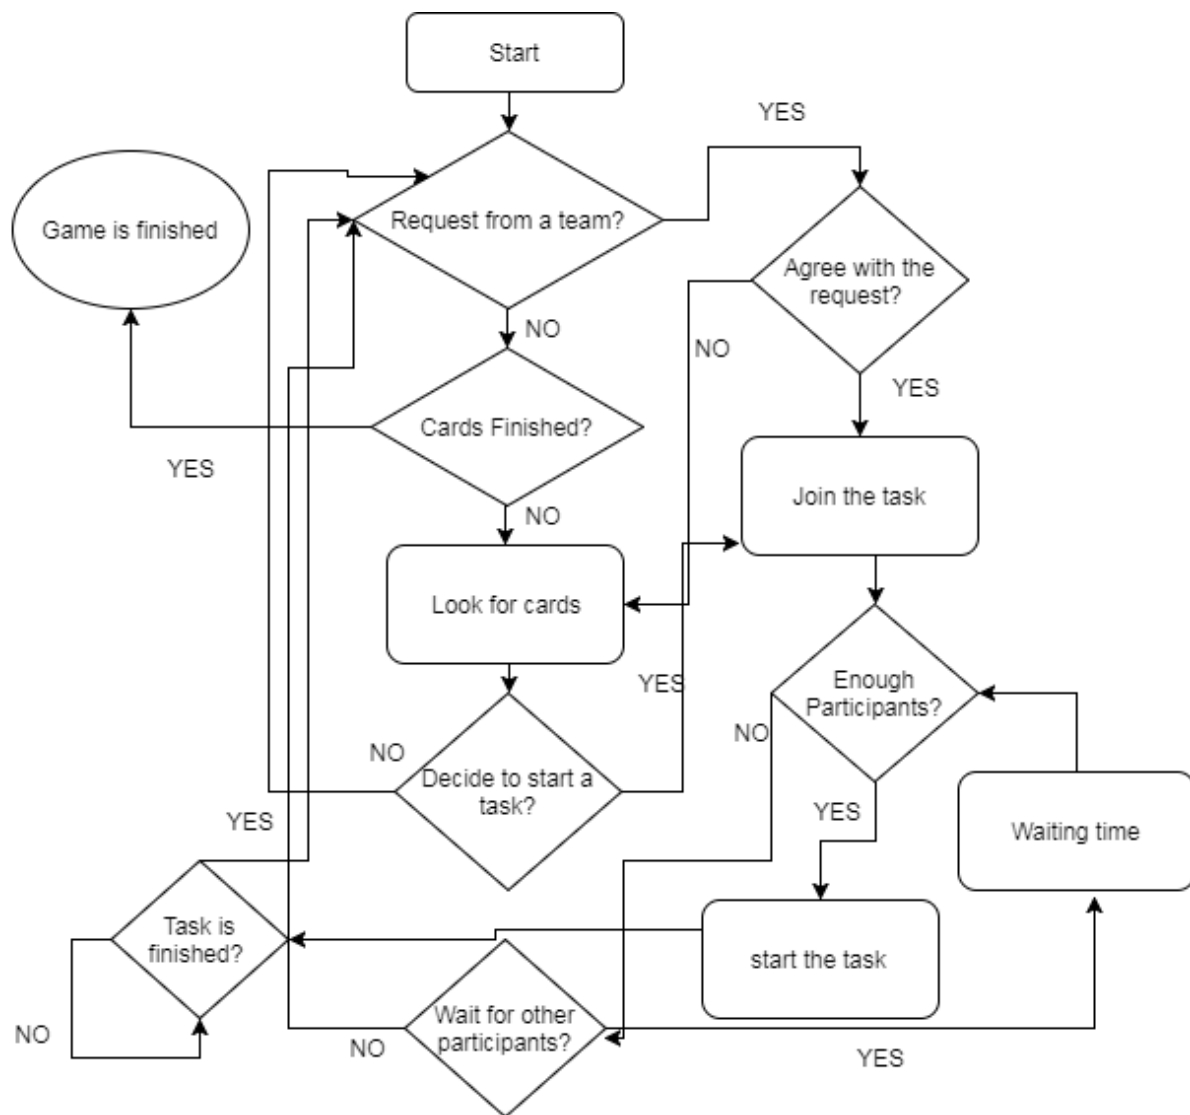 Start
YES
Game is finished
Request from a team?
Agree with the
request?
NO
NO
YES
Cards Finished?
YES
NO
Join the task
Look for cards
YES
Enough
Participants?
NO
NO
Decide to start a
task?
YES
YES
Waiting time
Task is
finished?
start the task
NO
Wait for other
participants?
NO
YES